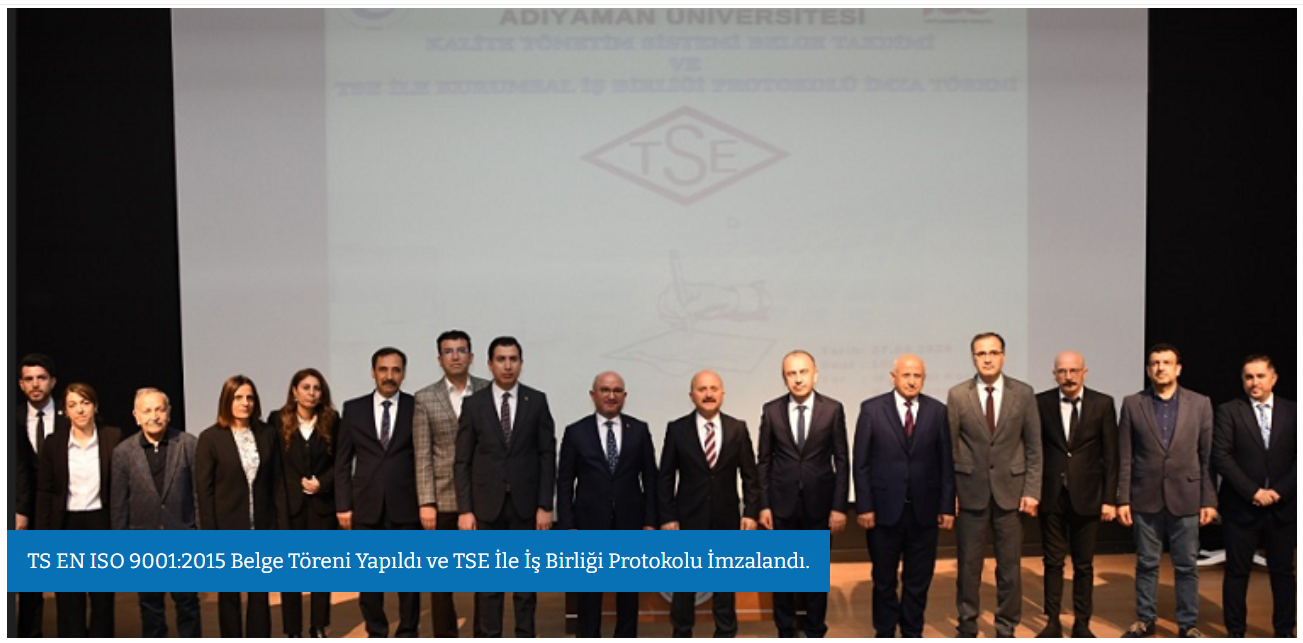 ADIYAMAN ÜNİVERSİTESİ
KALİTE YÖNETİM SİSTEMİ BELGE TAKDİMİ
VE
TSE İLE KURUMSAL İŞ BİRLİĞİ PROTOKOLÜ İMZA TÖRENİ
TSE
TS EN ISO 9001:2015 Belge Töreni Yapıldı ve TSE İle İş Birliği Protokolu İmzalandı.